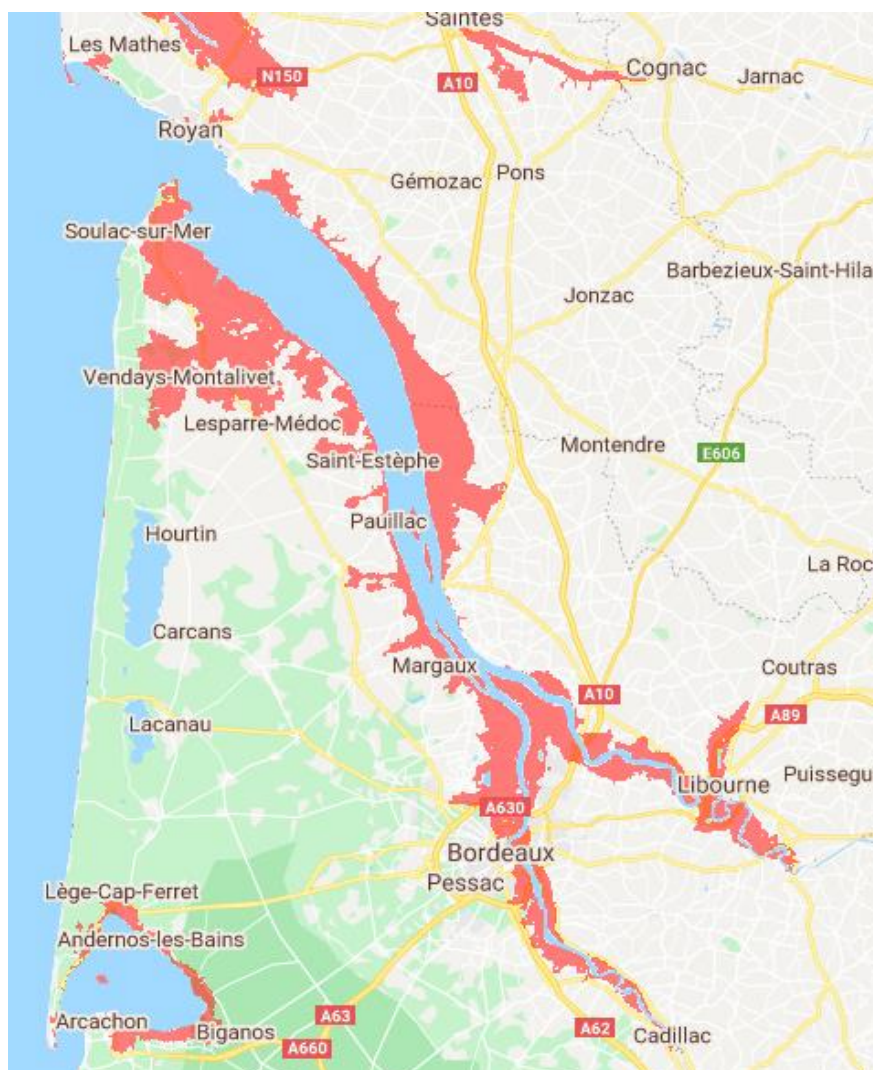 Saintes
Les Mathes
N150
A10
Cognac
Jarnac
Royan
Gémozac
Pons
Soulac-sur-Mer
Barbezieux-Saint-Hila
Jonzac
Vendays-Montalivet
Lesparre-Médoc
Montendre
Saint-Estèphe
E606
Pauillac
Hourtin
La Roc
Carcans
Margaux
Coutras
A10
A89
Lacanau
Libourne
Puissegu
A630
Bordeaux
Pessac
Lège-Cap-Ferret
Andernos-les-Bains
A63
Arcachon
Biganos
A62
Cadillac
A660